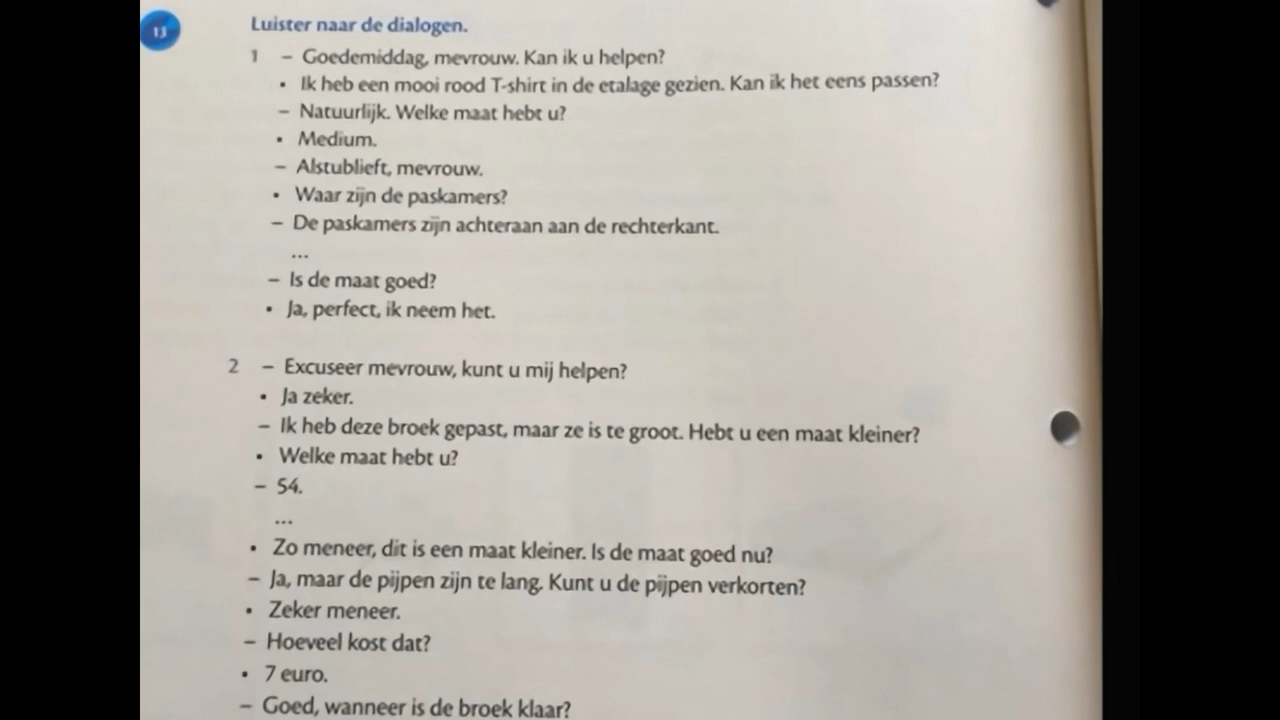 13 Luister naar de dialogen.
1 – Goedemiddag, mevrouw. Kan ik u helpen?
• Ik heb een mooi rood T-shirt in de etalage gezien. Kan ik het eens passen?
– Natuurlijk. Welke maat hebt u?
• Medium.
– Alstublieft, mevrouw.
• Waar zijn de paskamers?
– De paskamers zijn achteraan aan de rechterkant.
...
– Is de maat goed?
• Ja, perfect, ik neem het.
2 – Excuseer mevrouw, kunt u mij helpen?
• Ja zeker.
– Ik heb deze broek gepast, maar ze is te groot. Hebt u een maat kleiner?
• Welke maat hebt u?
– 54.
...
• Zo meneer, dit is een maat kleiner. Is de maat goed nu?
– Ja, maar de pijpen zijn te lang. Kunt u de pijpen verkorten?
• Zeker meneer.
– Hoeveel kost dat?
• 7 euro.
– Goed, wanneer is de broek klaar?